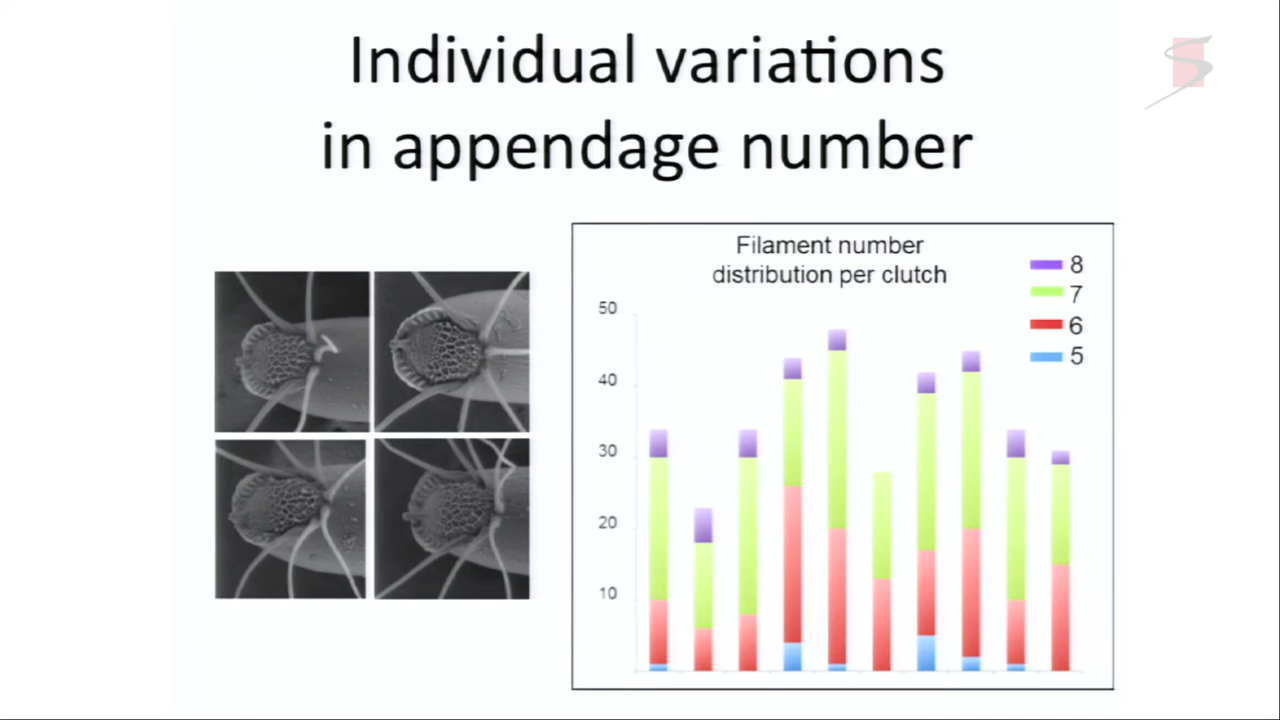 Individual variations
in appendage number
Filament number
distribution per clutch
8
7
6
5
50
40
30
20
10